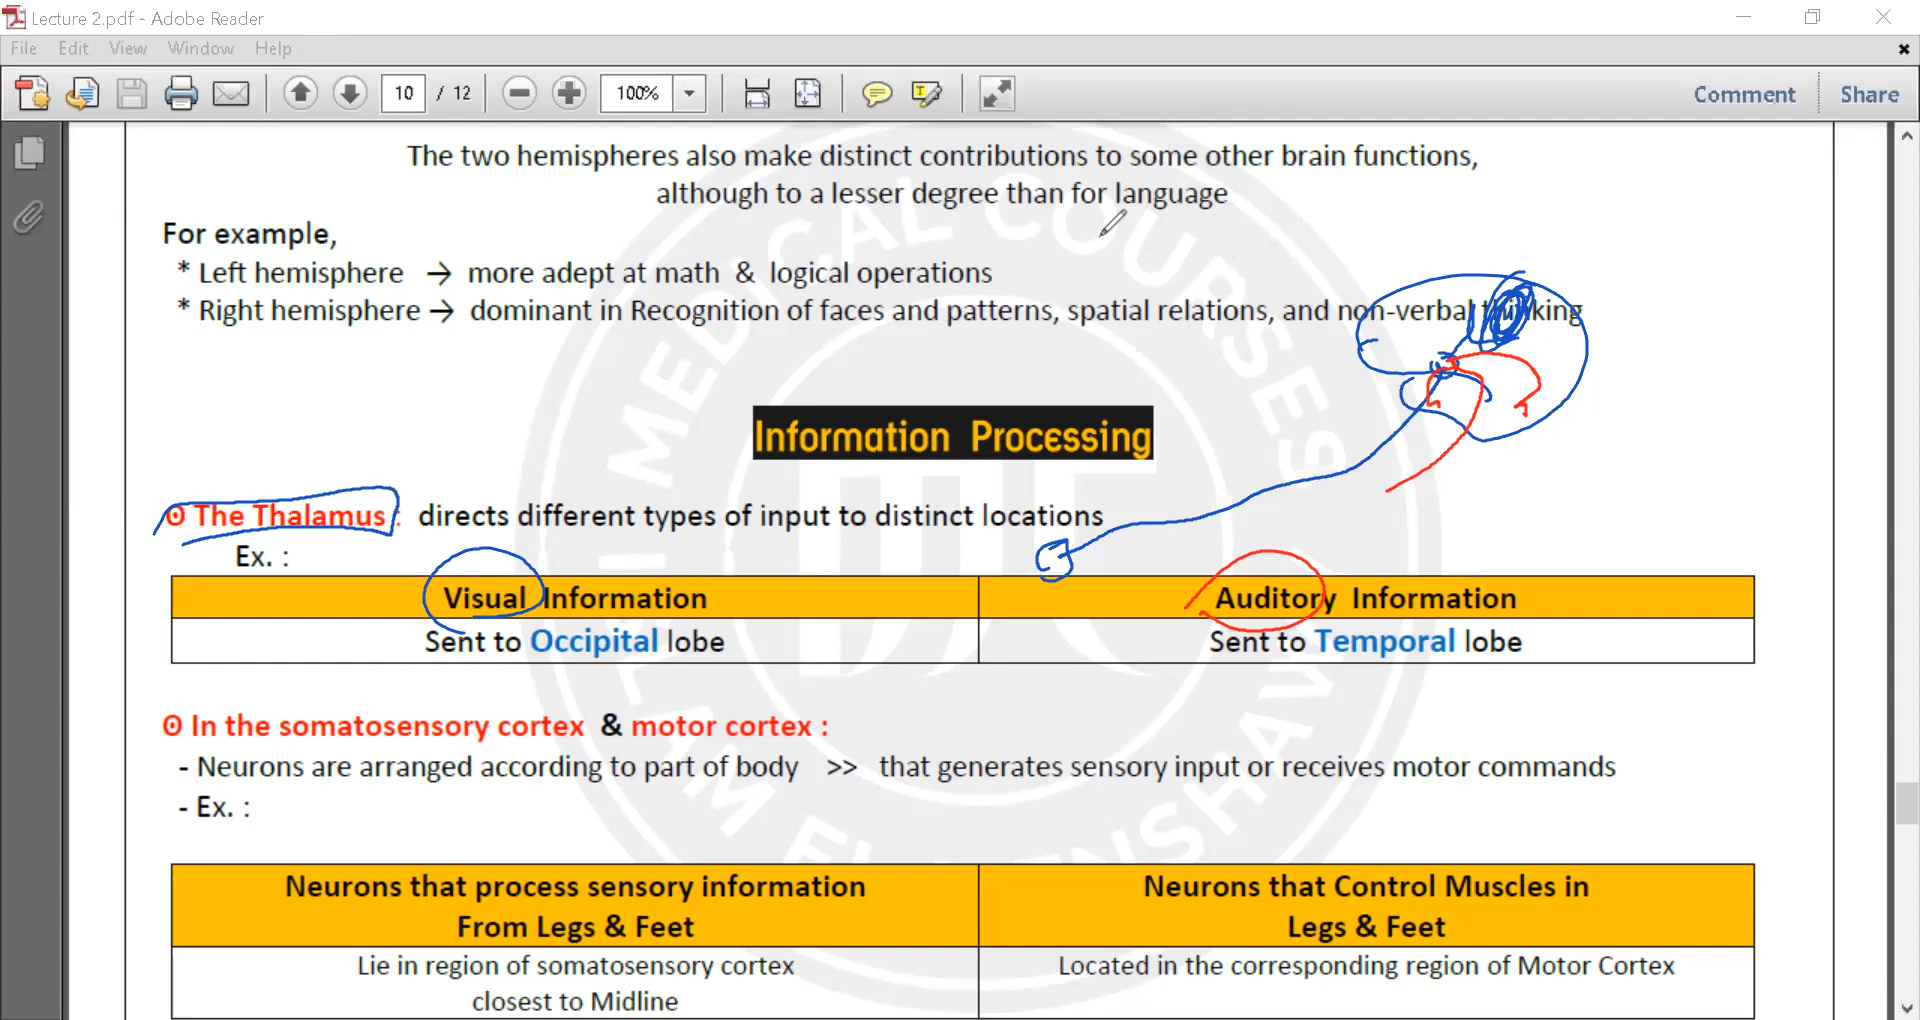 Lecture 2.pdf - Adobe Reader
File Edit View Window Help
10 / 12 100% Comment Share
The two hemispheres also make distinct contributions to some other brain functions,
although to a lesser degree than for language
For example,
* Left hemisphere → more adept at math & logical operations
* Right hemisphere → dominant in Recognition of faces and patterns, spatial relations, and non-verbal thinking
Information Processing
ʘ The Thalamus : directs different types of input to distinct locations
Ex. :
Visual Information Auditory Information
Sent to Occipital lobe Sent to Temporal lobe
ʘ In the somatosensory cortex & motor cortex :
- Neurons are arranged according to part of body >> that generates sensory input or receives motor commands
- Ex. :
Neurons that process sensory information
From Legs & Feet
Neurons that Control Muscles in
Legs & Feet
Lie in region of somatosensory cortex
closest to Midline
Located in the corresponding region of Motor Cortex